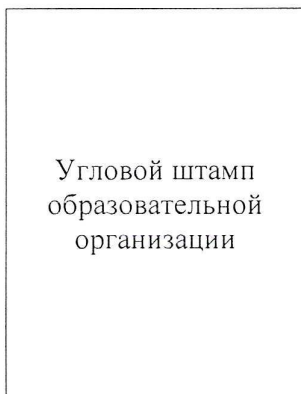 Угловой штамп
образовательной
организации